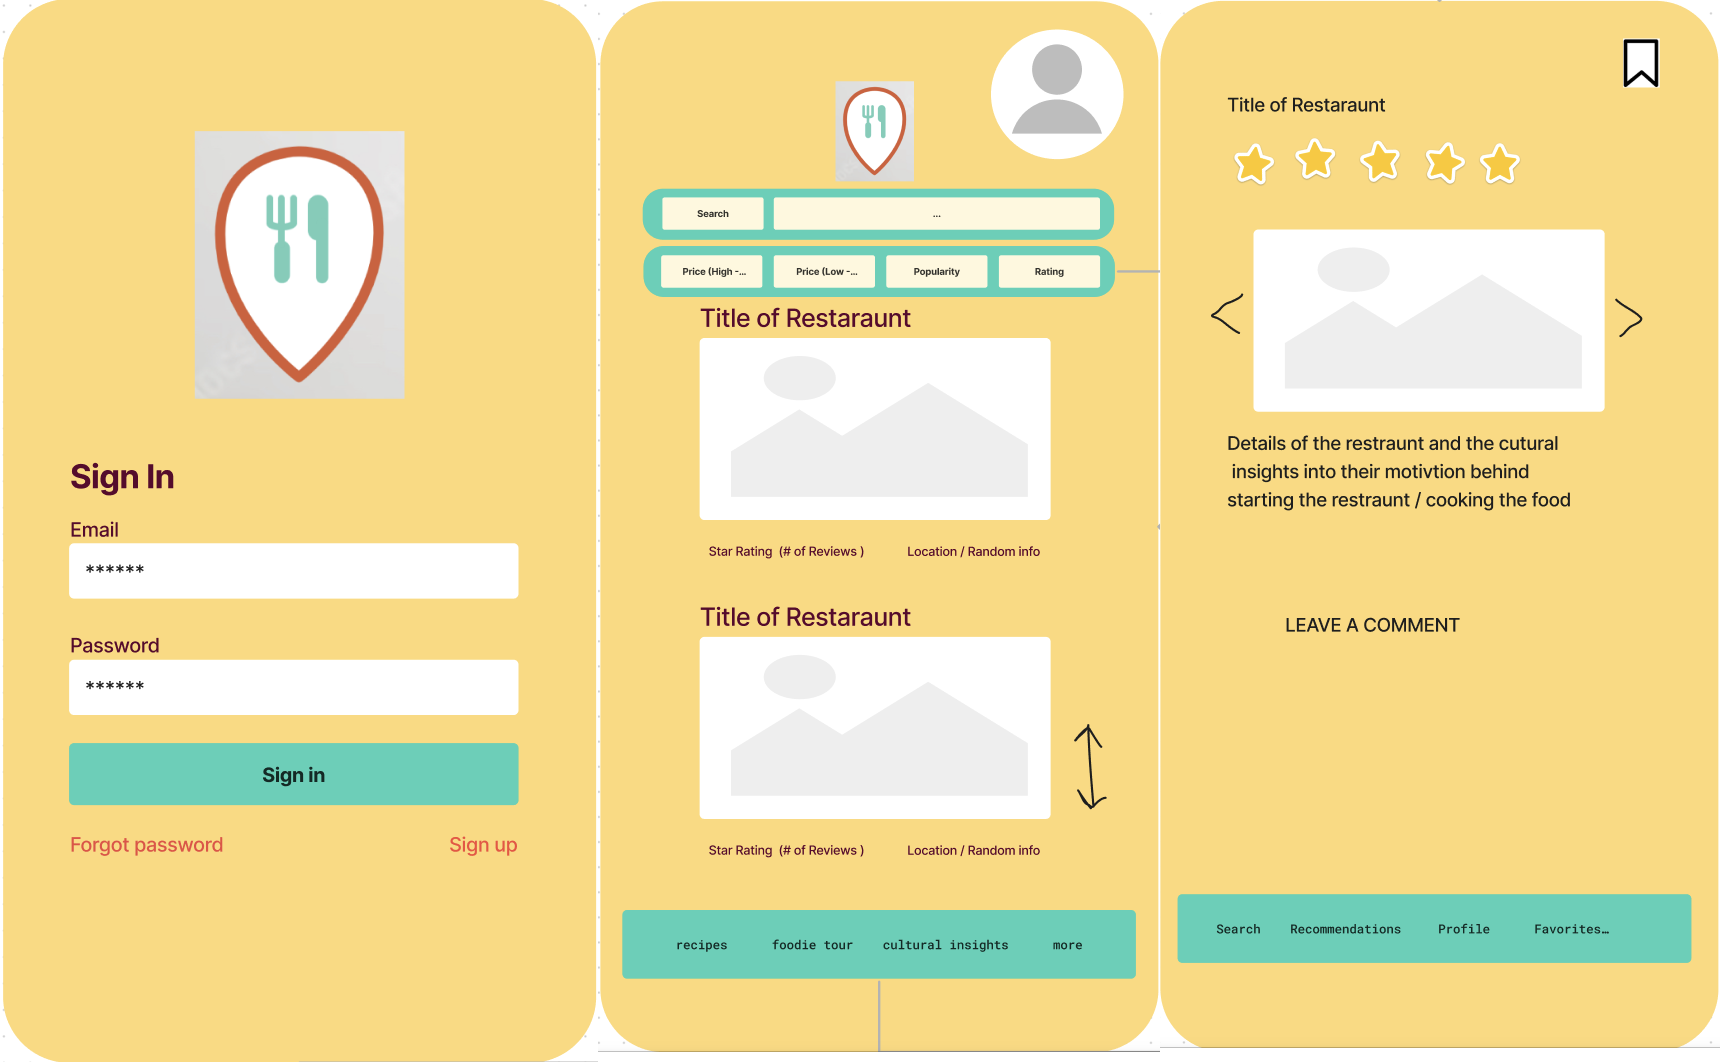 Sign In
Email
******
Password
******
Sign in
Forgot password
Sign up
Search
...
Price (High -...
Price (Low -...
Popularity
Rating
Title of Restaraunt
Star Rating (# of Reviews )
Location / Random info
Title of Restaraunt
Star Rating (# of Reviews )
Location / Random info
recipes
foodie tour
cultural insights
more
Title of Restaraunt
Details of the restraunt and the cutural
insights into their motivtion behind
starting the restraunt / cooking the food
LEAVE A COMMENT
Search
Recommendations
Profile
Favorites…